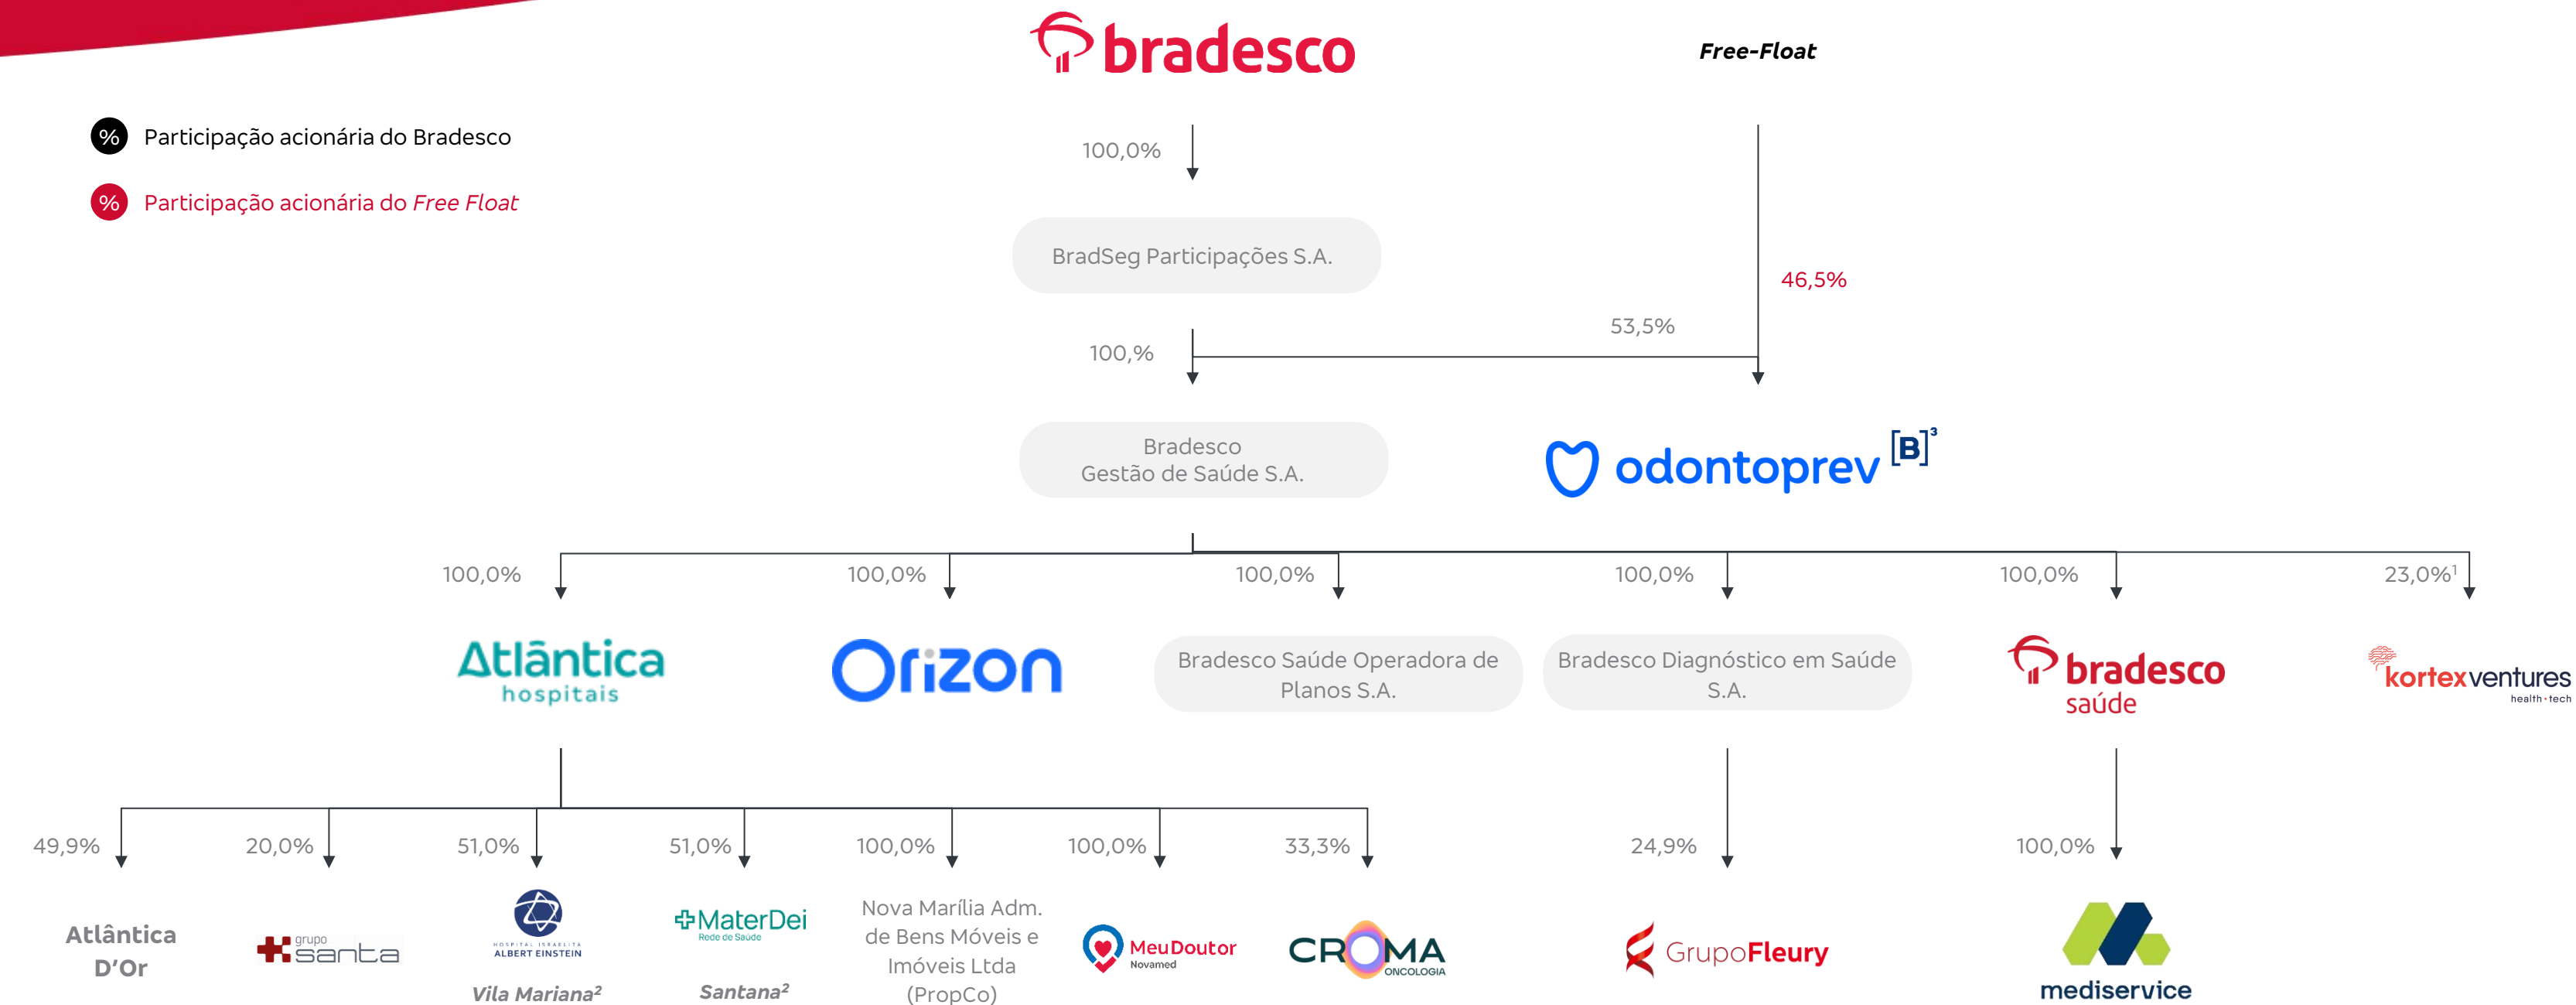 bradesco
Free-Float
% Participação acionária do Bradesco
% Participação acionária do Free Float
100,0%
BradSeg Participações S.A.
46,5%
53,5%
100,%
Bradesco
Gestão de Saúde S.A.
odontoprev [B]³
100,0%
100,0%
100,0%
100,0%
100,0%
23,0%¹
Atlântica
hospitais
Orizon
Bradesco Saúde Operadora de
Planos S.A.
Bradesco Diagnóstico em Saúde
S.A.
bradesco
saúde
kortexventures
health•tech
49,9%
20,0%
51,0%
51,0%
100,0%
100,0%
33,3%
24,9%
100,0%
Atlântica
D’Or
grupo
santa
HOSPITAL ISRAELITA
ALBERT EINSTEIN
Vila Mariana²
MaterDei
Rede de Saúde
Santana²
Nova Marília Adm.
de Bens Móveis e
Imóveis Ltda
(PropCo)
MeuDoutor
Novamed
CROMA
ONCOLOGIA
GrupoFleury
mediservice